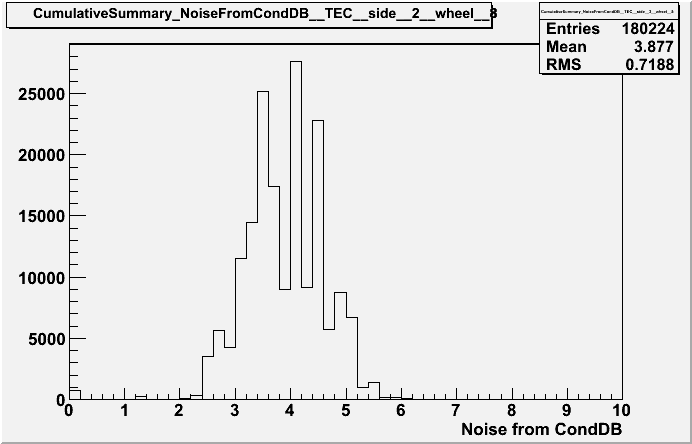 CumulativeSummary_NoiseFromCondDB__TEC__side__2__wheel__8
CumulativeSummary_NoiseFromCondDB__TEC__side__2__wheel__8
Entries 180224
Mean 3.877
RMS 0.7188
25000
20000
15000
10000
5000
0
0 1 2 3 4 5 6 7 8 9 10
Noise from CondDB